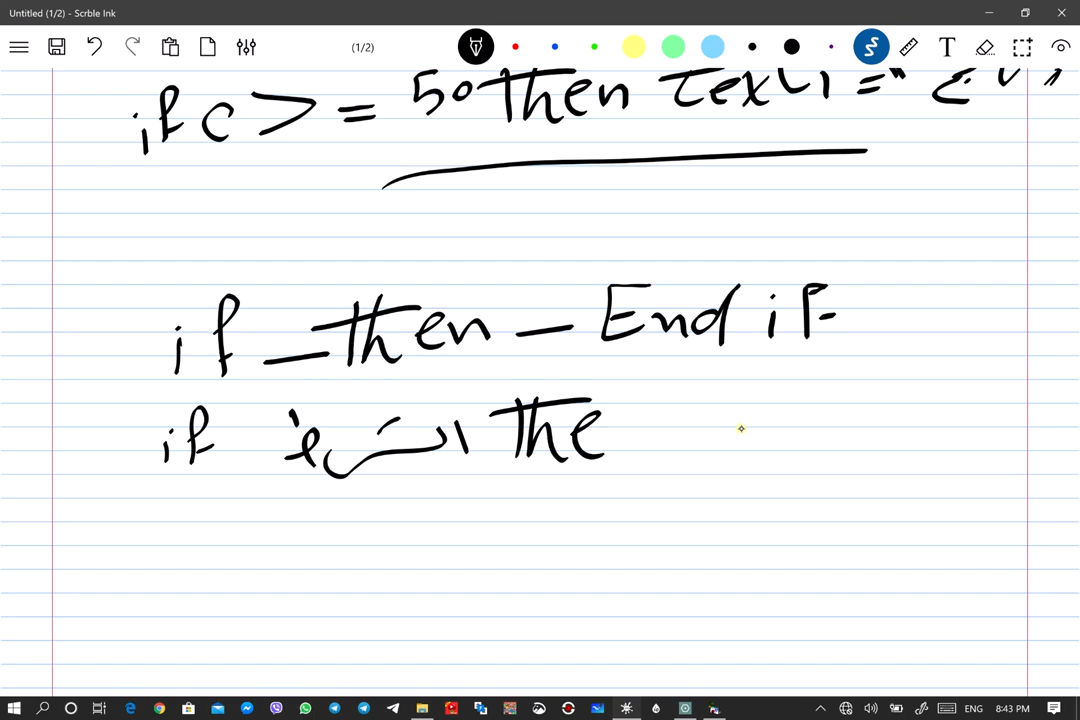 Untitled (1/2) - Scrble Ink
(1/2)
if c >= 50 then Text1 = "
if _ then _ End if
if الشرط the
ENG 8:43 PM